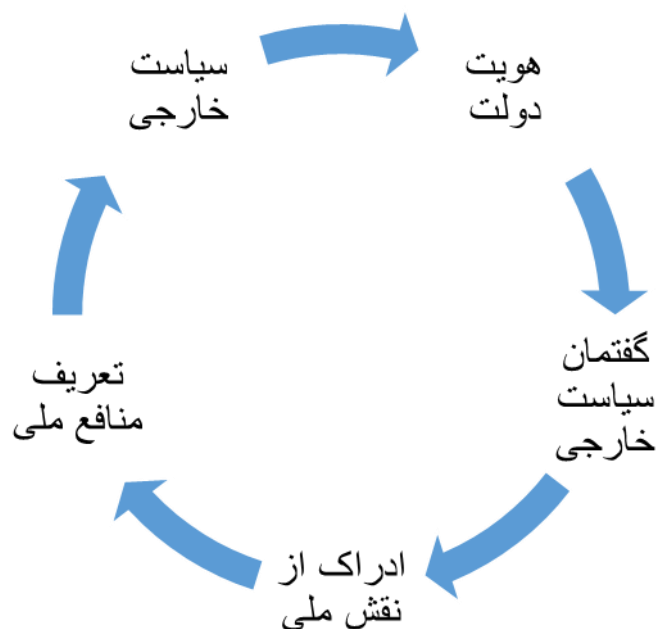 هویت
دولت
گفتمان
سیاست
خارجی
ادراک از
نقش ملی
تعریف
منافع ملی
سیاست
خارجی